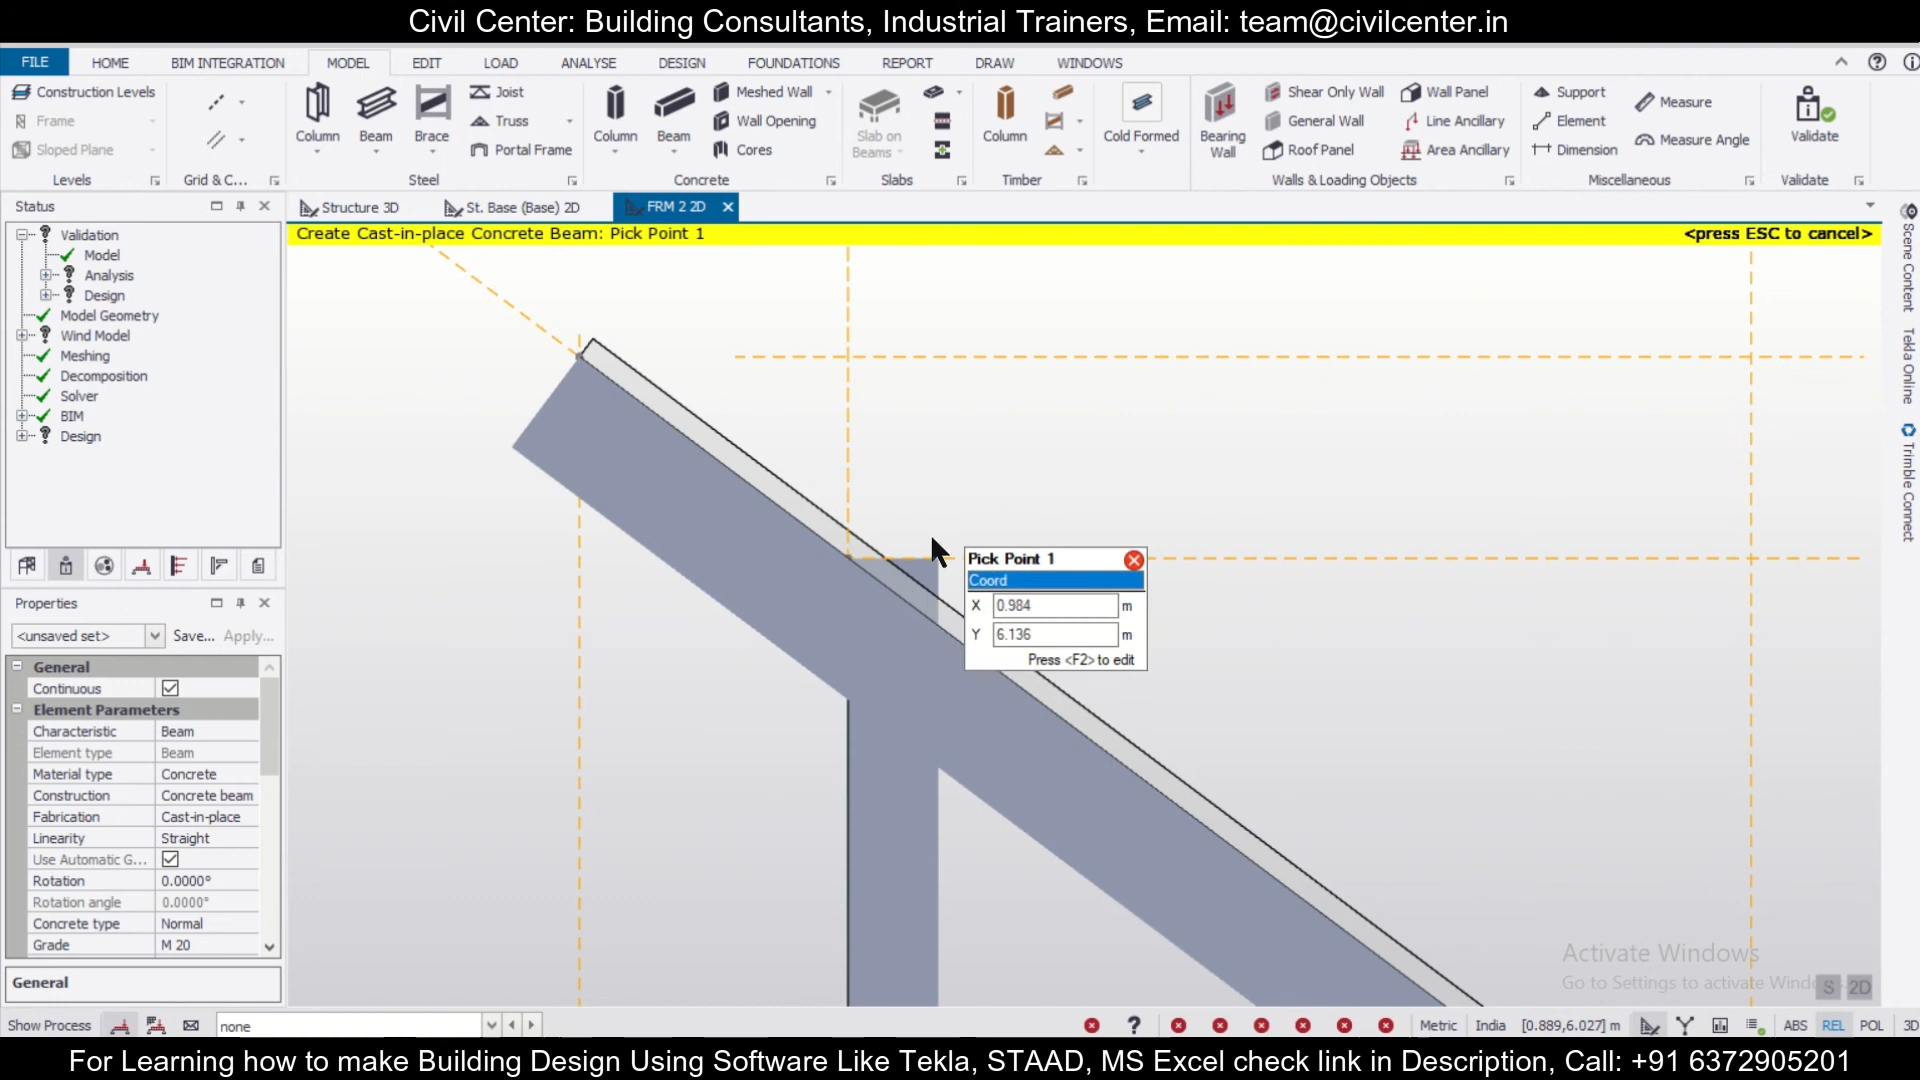 Civil Center: Building Consultants, Industrial Trainers, Email: team@civilcenter.in
FILE HOME BIM INTEGRATION MODEL EDIT LOAD ANALYSE DESIGN FOUNDATIONS REPORT DRAW WINDOWS
Construction Levels
Frame
Sloped Plane
Levels
Grid & C...
Column Beam Brace
Joist
Truss
Portal Frame
Steel
Column Beam
Meshed Wall
Wall Opening
Cores
Concrete
Slab on Beams
Slabs
Column
Timber
Cold Formed
Bearing Wall
Shear Only Wall
General Wall
Roof Panel
Wall Panel
Line Ancillary
Area Ancillary
Walls & Loading Objects
Support
Element
Dimension
Measure
Measure Angle
Miscellaneous
Validate
Validate
Status
Validation
Model
Analysis
Design
Model Geometry
Wind Model
Meshing
Decomposition
Solver
BIM
Design
Properties
<unsaved set> Save... Apply...
General
Continuous
Element Parameters
Characteristic Beam
Element type Beam
Material type Concrete
Construction Concrete beam
Fabrication Cast-in-place
Linearity Straight
Use Automatic G...
Rotation 0.0000°
Rotation angle 0.0000°
Concrete type Normal
Grade M 20
General
Structure 3D St. Base (Base) 2D FRM 2 2D
Create Cast-in-place Concrete Beam: Pick Point 1 <press ESC to cancel>
Pick Point 1
Coord
X 0.984 m
Y 6.136 m
Press <F2> to edit
Scene Content
Tekla Online
Trimble Connect
Activate Windows
Go to Settings to activate Wind
S 2D
Show Process none Metric India [0.889,6.027] m ABS REL POL 3D
For Learning how to make Building Design Using Software Like Tekla, STAAD, MS Excel check link in Description, Call: +91 6372905201